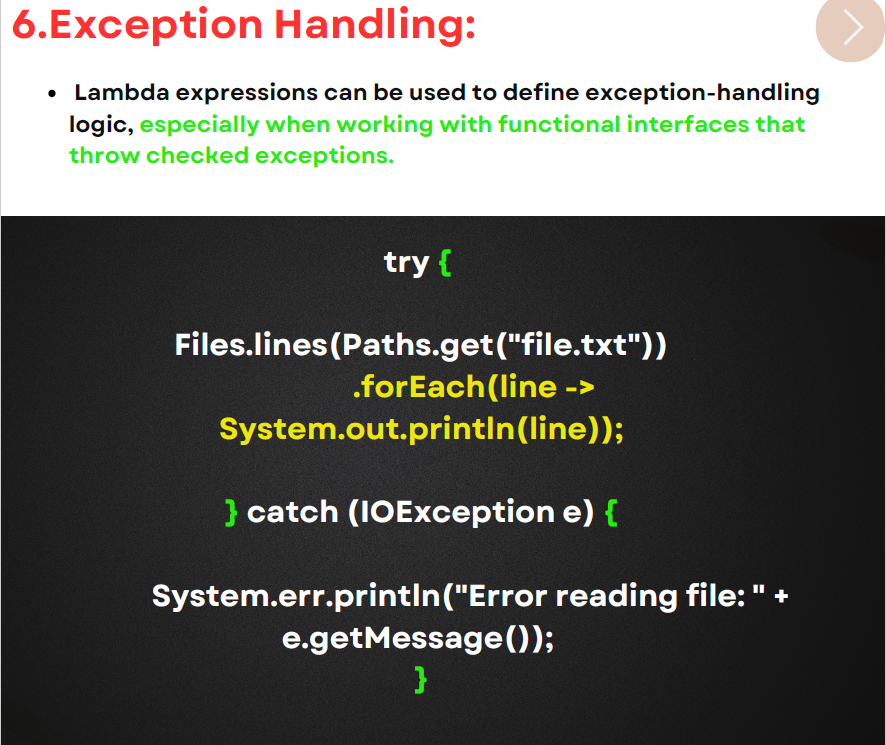 6.Exception Handling:
• Lambda expressions can be used to define exception-handling
logic, especially when working with functional interfaces that
throw checked exceptions.
try {
Files.lines(Paths.get("file.txt"))
.forEach(line ->
System.out.println(line));
} catch (IOException e) {
System.err.println("Error reading file: " +
e.getMessage());
}